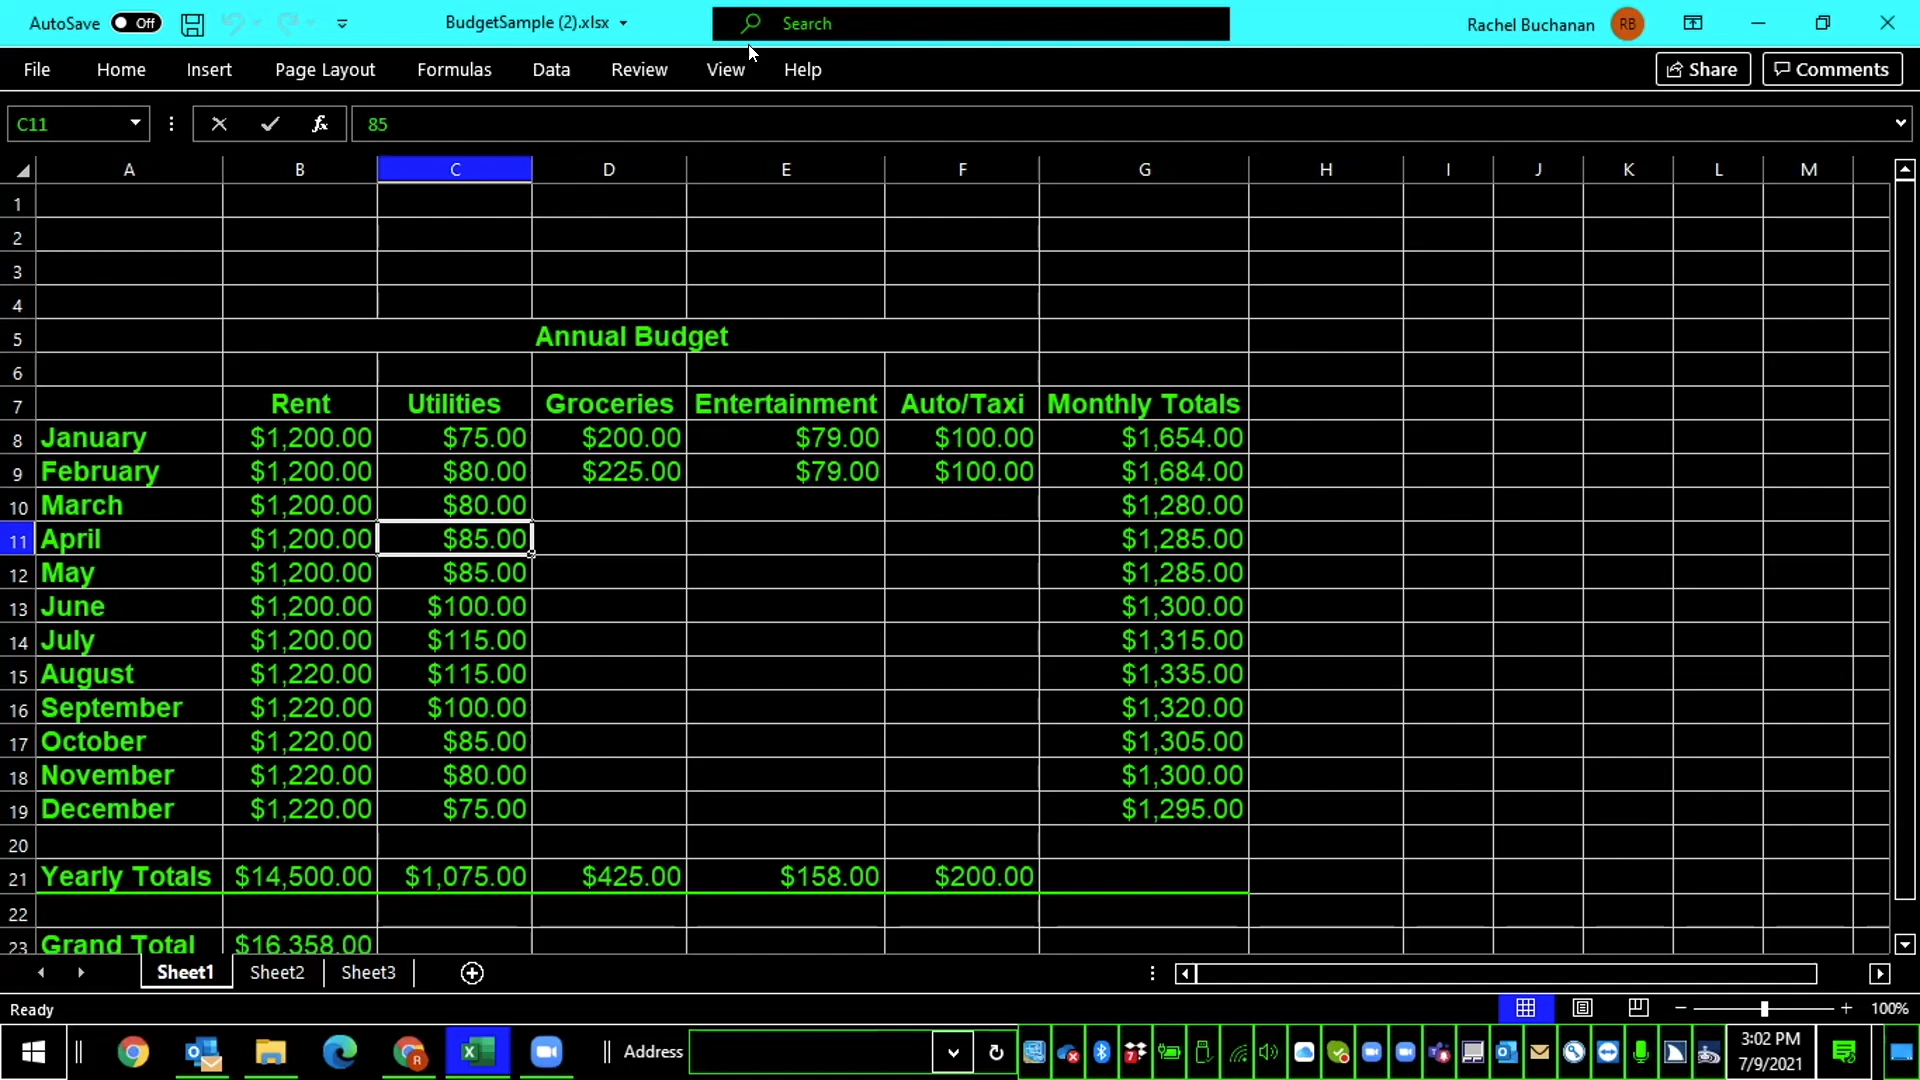 AutoSave Off BudgetSample (2).xlsx Search Rachel Buchanan RB
File Home Insert Page Layout Formulas Data Review View Help Share Comments
C11 fx 85
A B C D E F G H I J K L M
1
2
3
4
5 Annual Budget
6
7 Rent Utilities Groceries Entertainment Auto/Taxi Monthly Totals
8 January $1,200.00 $75.00 $200.00 $79.00 $100.00 $1,654.00
9 February $1,200.00 $80.00 $225.00 $79.00 $100.00 $1,684.00
10 March $1,200.00 $80.00 $1,280.00
11 April $1,200.00 $85.00 $1,285.00
12 May $1,200.00 $85.00 $1,285.00
13 June $1,200.00 $100.00 $1,300.00
14 July $1,200.00 $115.00 $1,315.00
15 August $1,220.00 $115.00 $1,335.00
16 September $1,220.00 $100.00 $1,320.00
17 October $1,220.00 $85.00 $1,305.00
18 November $1,220.00 $80.00 $1,300.00
19 December $1,220.00 $75.00 $1,295.00
20
21 Yearly Totals $14,500.00 $1,075.00 $425.00 $158.00 $200.00
22
23 Grand Total $16,358.00
Sheet1 Sheet2 Sheet3
Ready 100%
Address 3:02 PM
7/9/2021